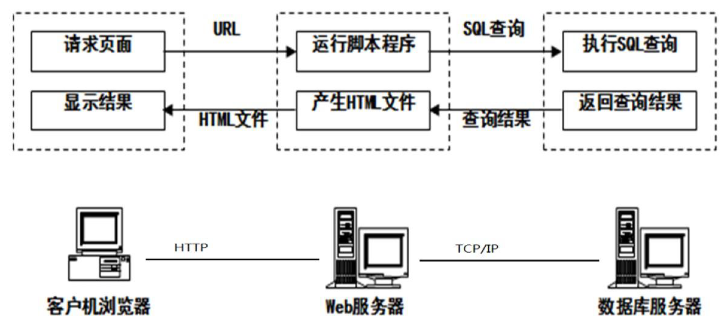 URL
SQL查询
请求页面
运行脚本程序
执行SQL查询
显示结果
HTML文件
产生HTML文件
查询结果
返回查询结果
HTTP
TCP/IP
客户机浏览器
Web服务器
数据库服务器